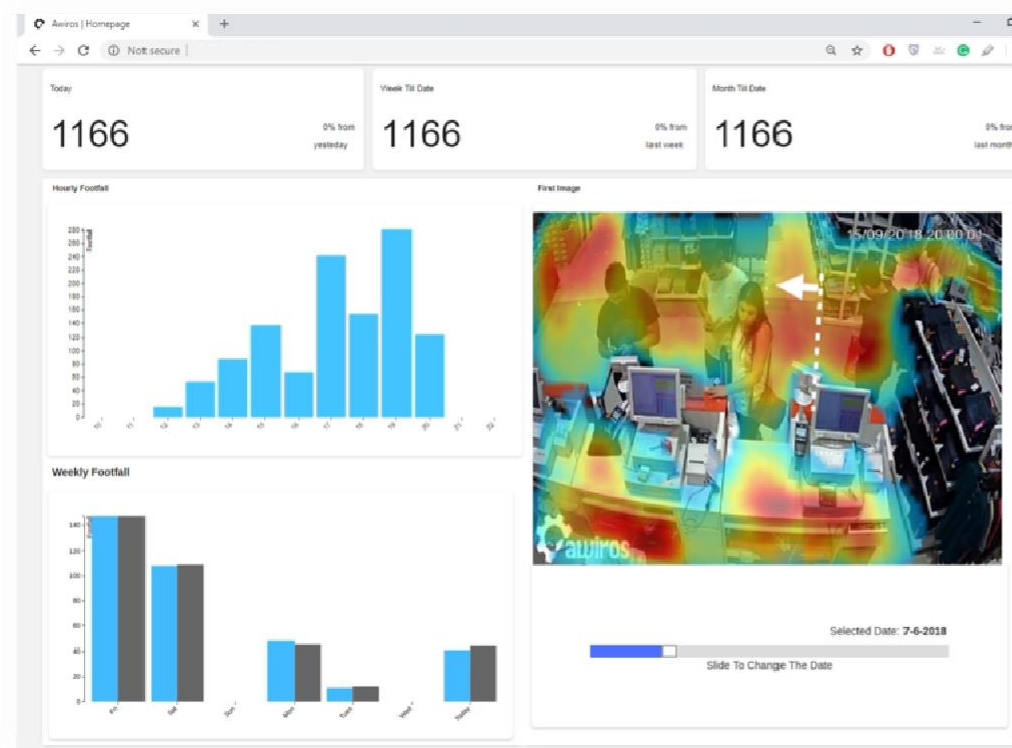 Awiros | Homepage
Not secure
Today
1166
0% from
yesteday
Week Till Date
1166
0% from
last week
Month Till Date
1166
0% from
last month
Hourly Footfall
Footfall
280
260
240
220
200
180
160
140
120
100
80
60
40
20
0
10 11 12 13 14 15 16 17 18 19 20 21 22
First Image
15/09/2018 20:00:01
awiros
Weekly Footfall
140
120
100
80
60
40
20
0
Fri Sat Sun Mon Tues Wed Today
Selected Date: 7-6-2018
Slide To Change The Date